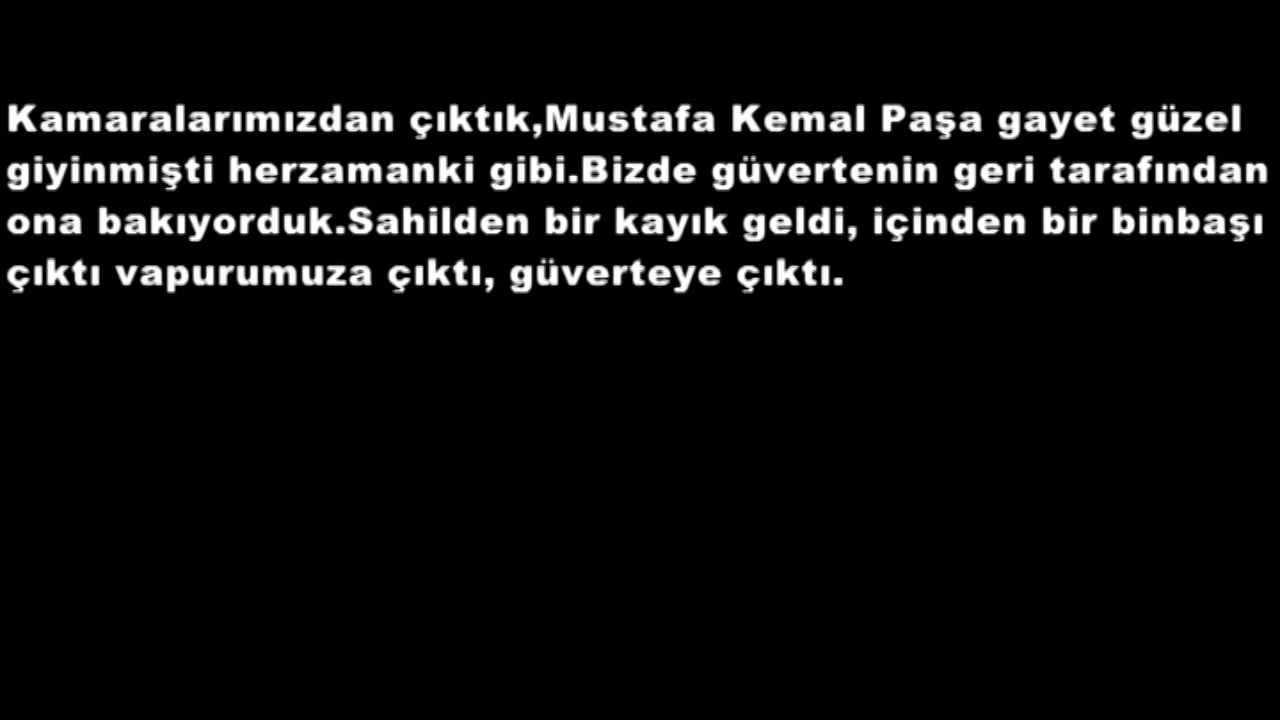 Kamaralarımızdan çıktık,Mustafa Kemal Paşa gayet güzel
giyinmişti herzamanki gibi.Bizde güvertenin geri tarafından
ona bakıyorduk.Sahilden bir kayık geldi, içinden bir binbaşı
çıktı vapurumuza çıktı, güverteye çıktı.